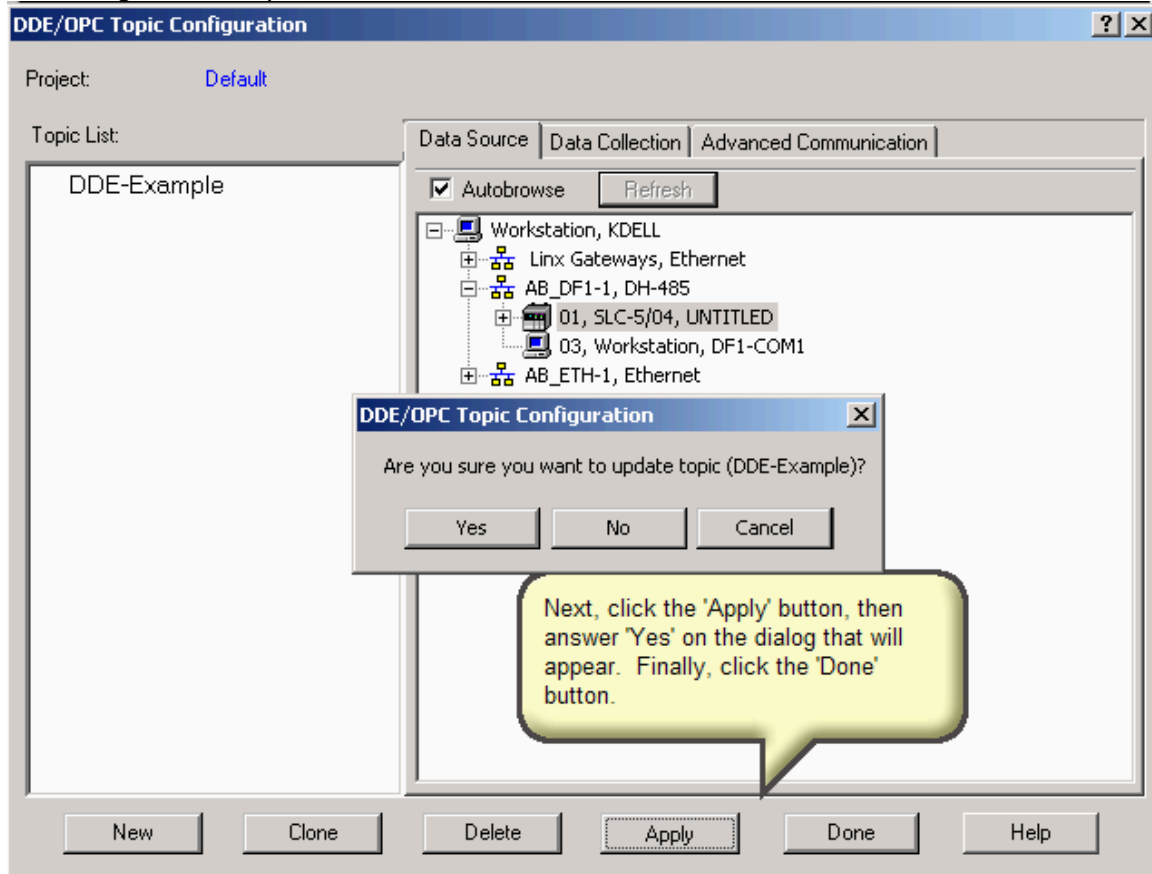 DDE/OPC Topic Configuration
Project: Default
Topic List:
DDE-Example
Data Source Data Collection Advanced Communication
Autobrowse Refresh
Workstation, KDELL
Linx Gateways, Ethernet
AB_DF1-1, DH-485
01, SLC-5/04, UNTITLED
03, Workstation, DF1-COM1
AB_ETH-1, Ethernet
DDE/OPC Topic Configuration
Are you sure you want to update topic (DDE-Example)?
Yes No Cancel
Next, click the 'Apply' button, then
answer 'Yes' on the dialog that will
appear. Finally, click the 'Done'
button.
New Clone Delete Apply Done Help